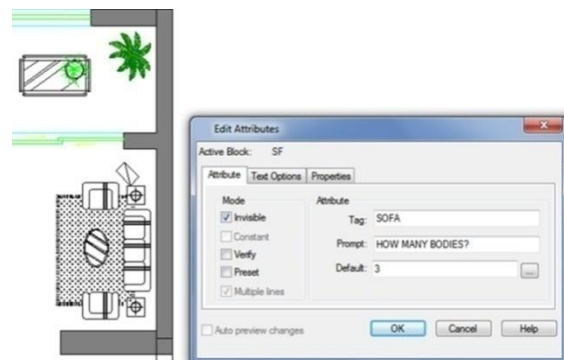 Edit Attributes
Active Block: SF
Attribute Text Options Properties
Mode
Invisible
Constant
Verify
Preset
Multiple lines
Attribute
Tag: SOFA
Prompt: HOW MANY BODIES?
Default: 3
...
Auto preview changes
OK Cancel Help